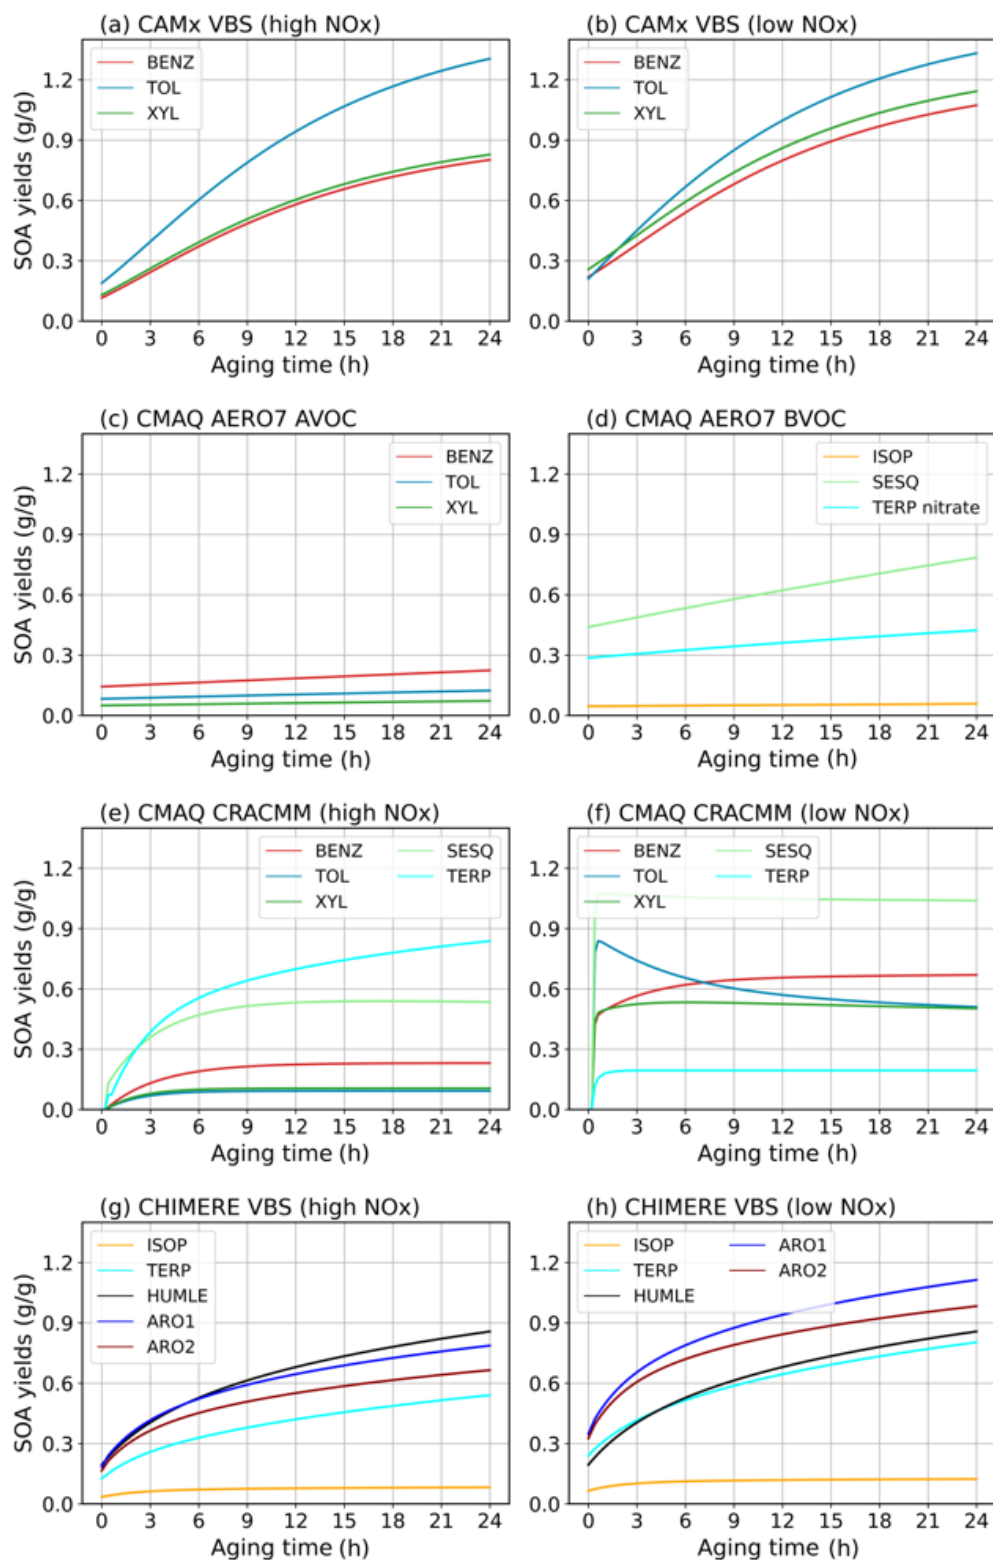 (a) CAMx VBS (high NOx)
SOA yields (g/g)
1.2
0.9
0.6
0.3
0.0
BENZ
TOL
XYL
0 3 6 9 12 15 18 21 24
Aging time (h)
(b) CAMx VBS (low NOx)
1.2
0.9
0.6
0.3
0.0
BENZ
TOL
XYL
0 3 6 9 12 15 18 21 24
Aging time (h)
(c) CMAQ AERO7 AVOC
SOA yields (g/g)
1.2
0.9
0.6
0.3
0.0
BENZ
TOL
XYL
0 3 6 9 12 15 18 21 24
Aging time (h)
(d) CMAQ AERO7 BVOC
1.2
0.9
0.6
0.3
0.0
ISOP
SESQ
TERP nitrate
0 3 6 9 12 15 18 21 24
Aging time (h)
(e) CMAQ CRACMM (high NOx)
SOA yields (g/g)
1.2
0.9
0.6
0.3
0.0
BENZ SESQ
TOL TERP
XYL
0 3 6 9 12 15 18 21 24
Aging time (h)
(f) CMAQ CRACMM (low NOx)
1.2
0.9
0.6
0.3
0.0
BENZ SESQ
TOL TERP
XYL
0 3 6 9 12 15 18 21 24
Aging time (h)
(g) CHIMERE VBS (high NOx)
SOA yields (g/g)
1.2
0.9
0.6
0.3
0.0
ISOP
TERP
HUMLE
ARO1
ARO2
0 3 6 9 12 15 18 21 24
Aging time (h)
(h) CHIMERE VBS (low NOx)
1.2
0.9
0.6
0.3
0.0
ISOP ARO1
TERP ARO2
HUMLE
0 3 6 9 12 15 18 21 24
Aging time (h)